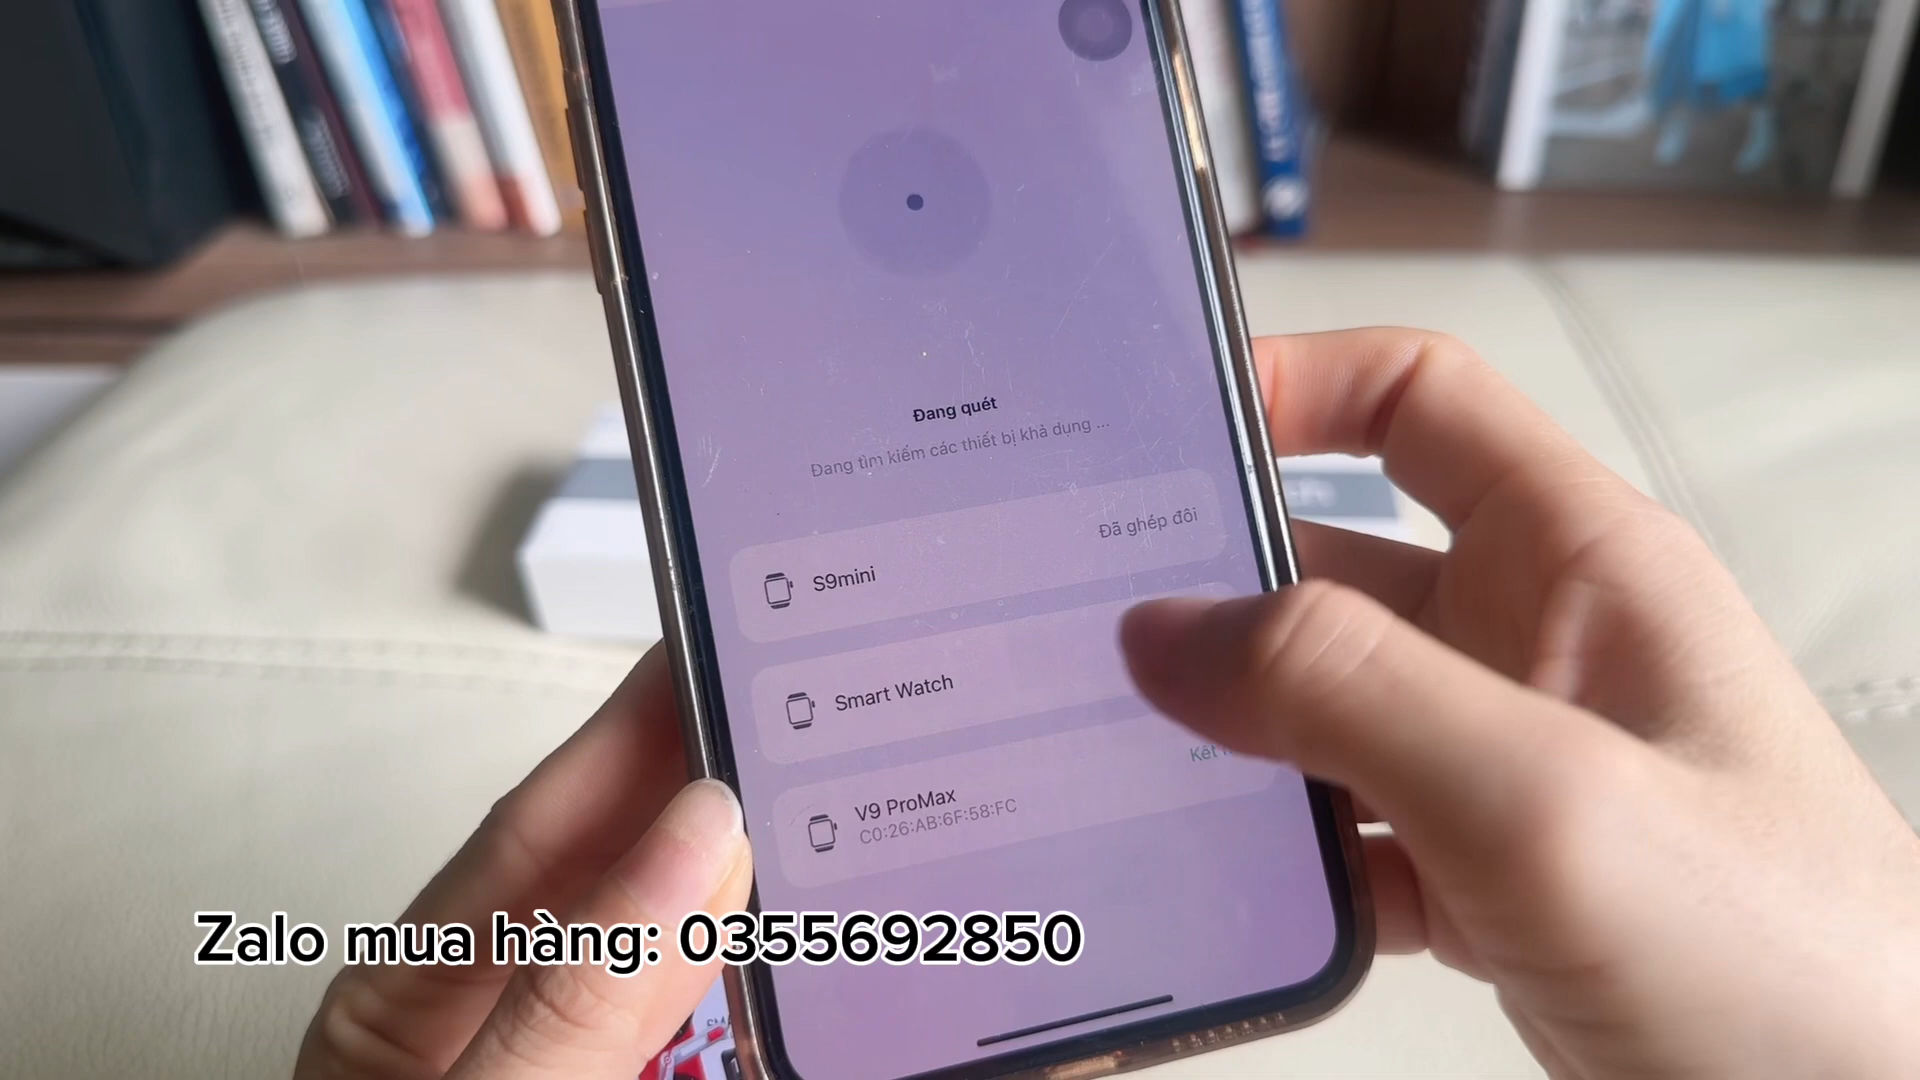 Đang quét
Đang tìm kiếm các thiết bị khả dụng ...
S9mini
Đã ghép đôi
Smart Watch
Kết
V9 ProMax
C0:26:AB:6F:58:FC
Zalo mua hàng: 0355692850